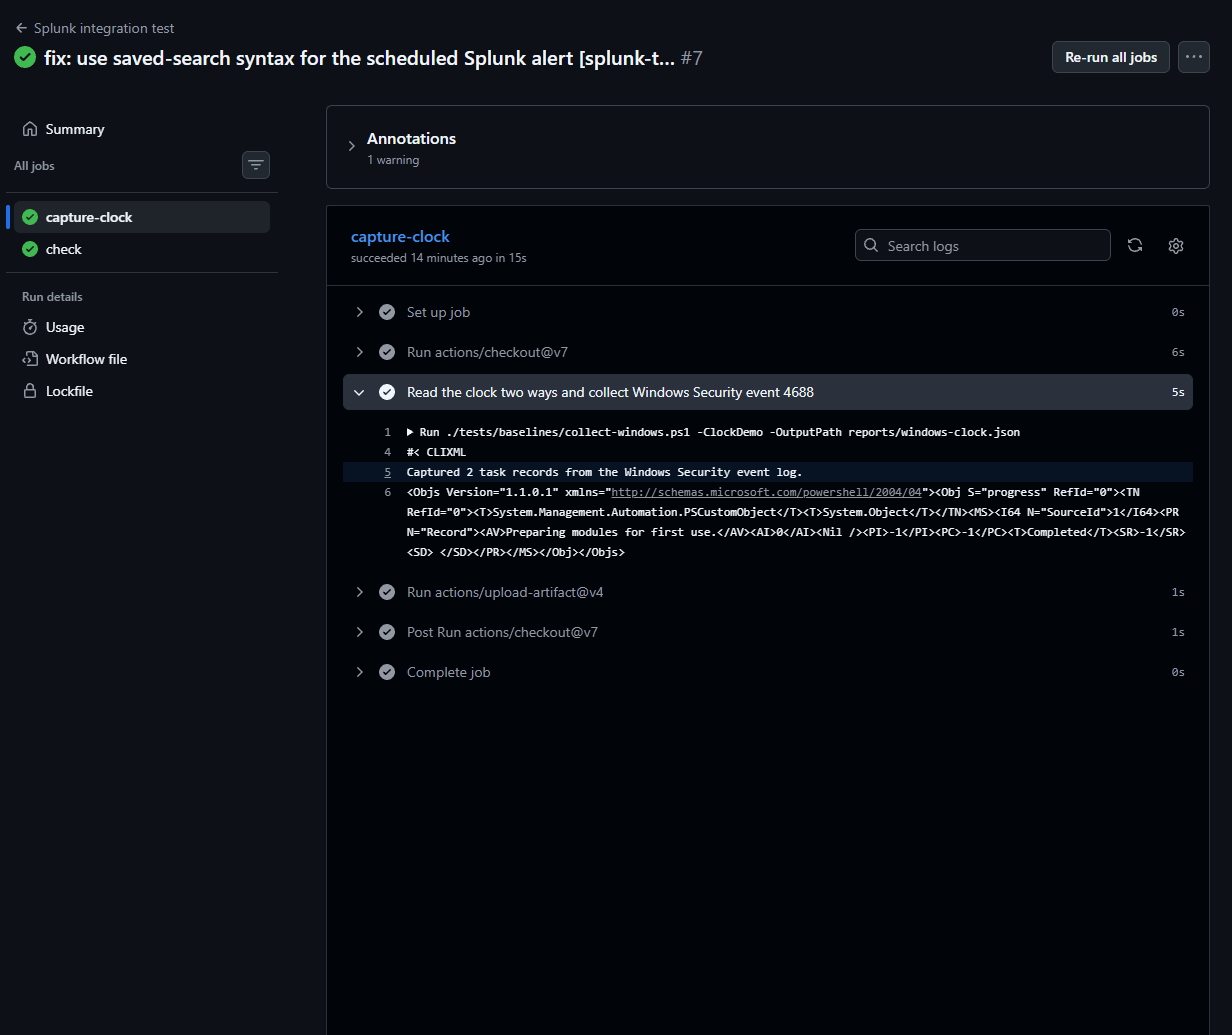 Splunk integration test
fix: use saved-search syntax for the scheduled Splunk alert [splunk-t... #7
Re-run all jobs
Summary
All jobs
capture-clock
check
Run details
Usage
Workflow file
Lockfile
Annotations
1 warning
capture-clock
succeeded 14 minutes ago in 15s
Search logs
Set up job 0s
Run actions/checkout@v7 6s
Read the clock two ways and collect Windows Security event 4688 5s
1 Run ./tests/baselines/collect-windows.ps1 -ClockDemo -OutputPath reports/windows-clock.json
4 #< CLIXML
5 Captured 2 task records from the Windows Security event log.
6 <Objs Version="1.1.0.1" xmlns="http://schemas.microsoft.com/powershell/2004/04"><Obj S="progress" RefId="0"><TN
RefId="0"><T>System.Management.Automation.PSCustomObject</T><T>System.Object</T></TN><MS><I64 N="SourceId">1</I64><PR
N="Record"><AV>Preparing modules for first use.</AV><AI>0</AI><Nil /><PI>-1</PI><PC>-1</PC><T>Completed</T><SR>-1</SR>
<SD> </SD></PR></MS></Obj></Objs>
Run actions/upload-artifact@v4 1s
Post Run actions/checkout@v7 1s
Complete job 0s